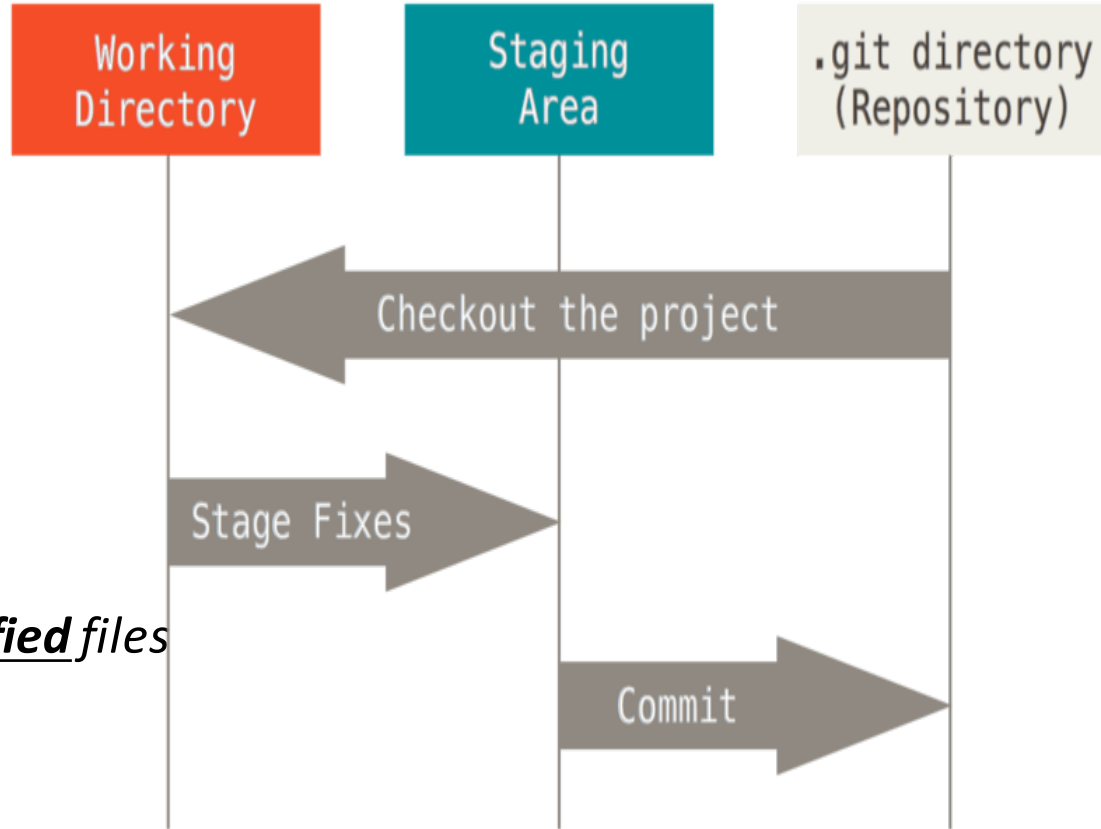 Working
Directory
Staging
Area
.git directory
(Repository)
Checkout the project
Stage Fixes
fied files
Commit